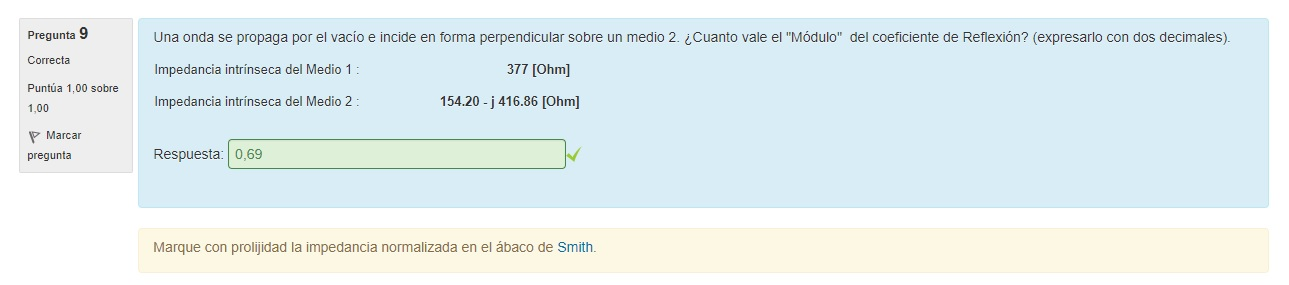 Pregunta 9
Correcta
Puntúa 1,00 sobre
1,00
Marcar
pregunta
Una onda se propaga por el vacío e incide en forma perpendicular sobre un medio 2. ¿Cuanto vale el "Módulo" del coeficiente de Reflexión? (expresarlo con dos decimales).
Impedancia intrínseca del Medio 1 : 377 [Ohm]
Impedancia intrínseca del Medio 2 : 154.20 - j 416.86 [Ohm]
Respuesta: 0,69
Marque con prolijidad la impedancia normalizada en el ábaco de Smith.